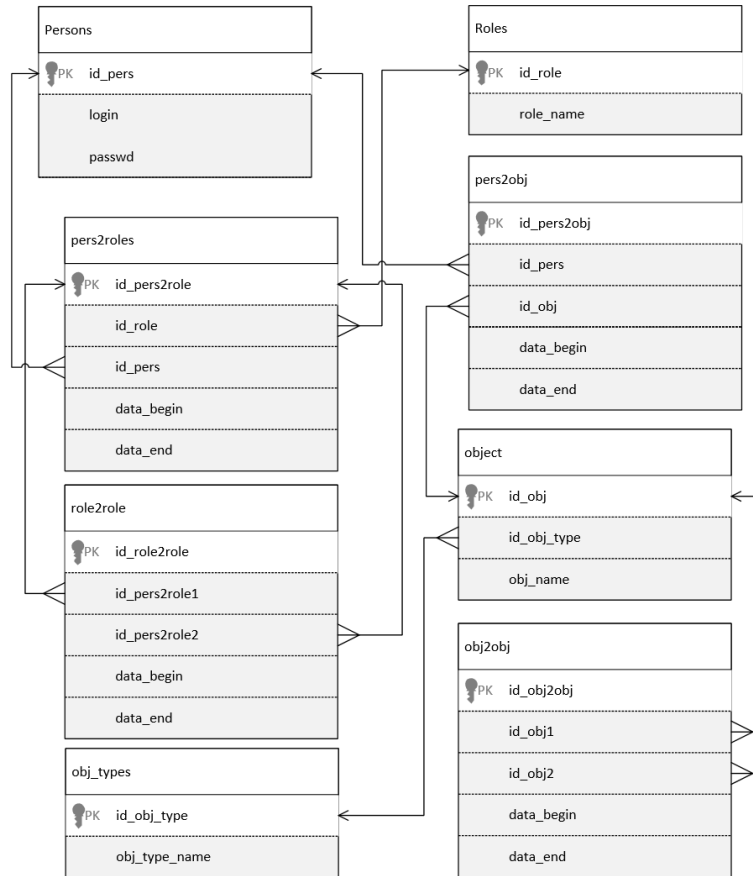 Persons
PK id_pers
login
passwd
Roles
PK id_role
role_name
pers2obj
PK id_pers2obj
id_pers
id_obj
data_begin
data_end
pers2roles
PK id_pers2role
id_role
id_pers
data_begin
data_end
object
PK id_obj
id_obj_type
obj_name
role2role
PK id_role2role
id_pers2role1
id_pers2role2
data_begin
data_end
obj2obj
PK id_obj2obj
id_obj1
id_obj2
data_begin
data_end
obj_types
PK id_obj_type
obj_type_name